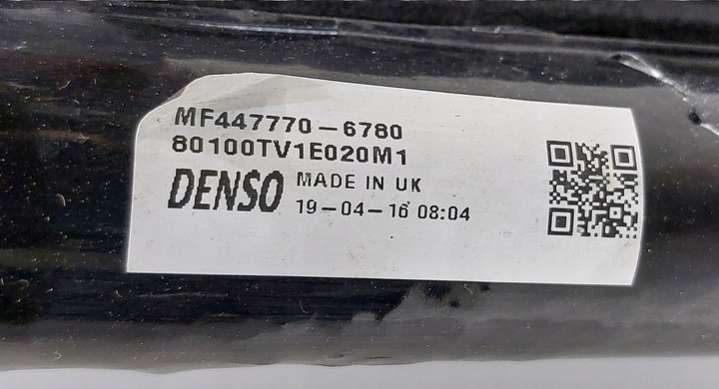 MF447770-6780
80100TV1E020M1
DENSO MADE IN UK
19-04-16 08:04